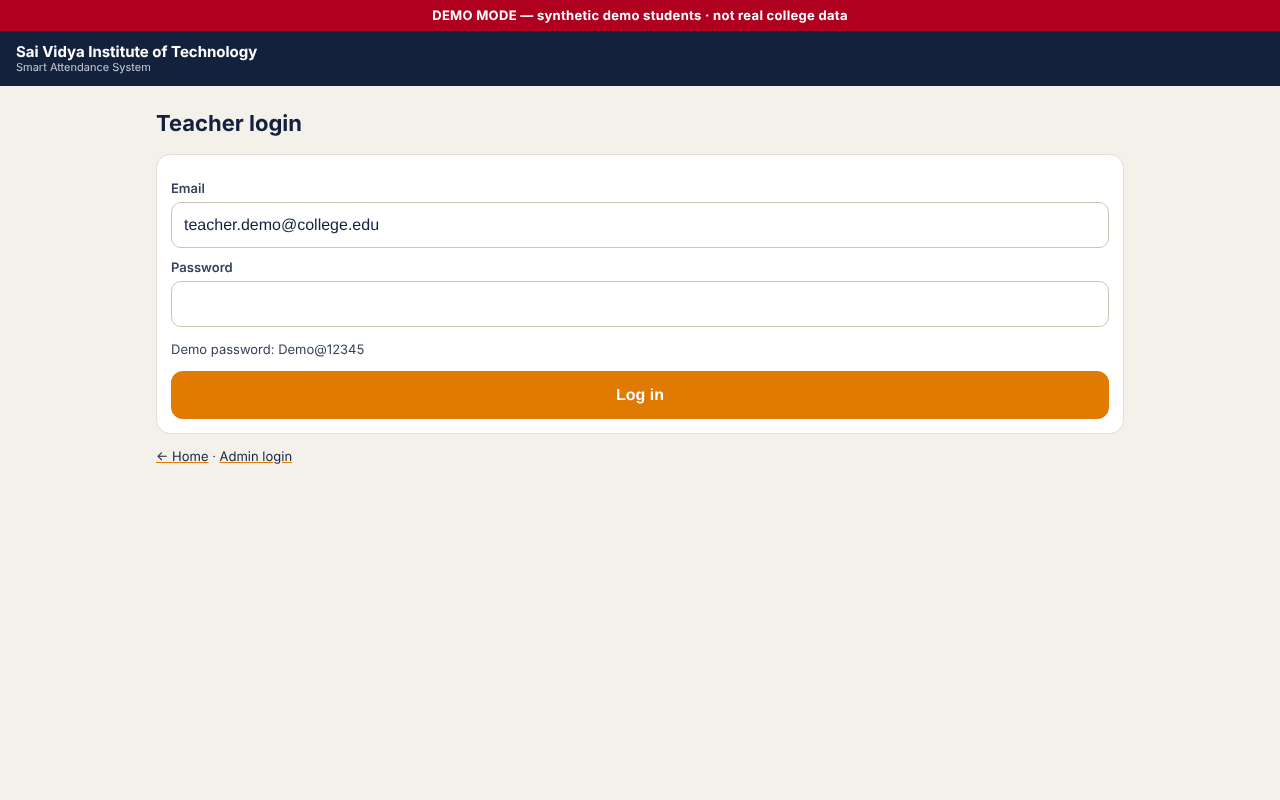 DEMO MODE — synthetic demo students · not real college data
Sai Vidya Institute of Technology
Smart Attendance System
Teacher login
Email
teacher.demo@college.edu
Password
Demo password: Demo@12345
Log in
← Home · Admin login